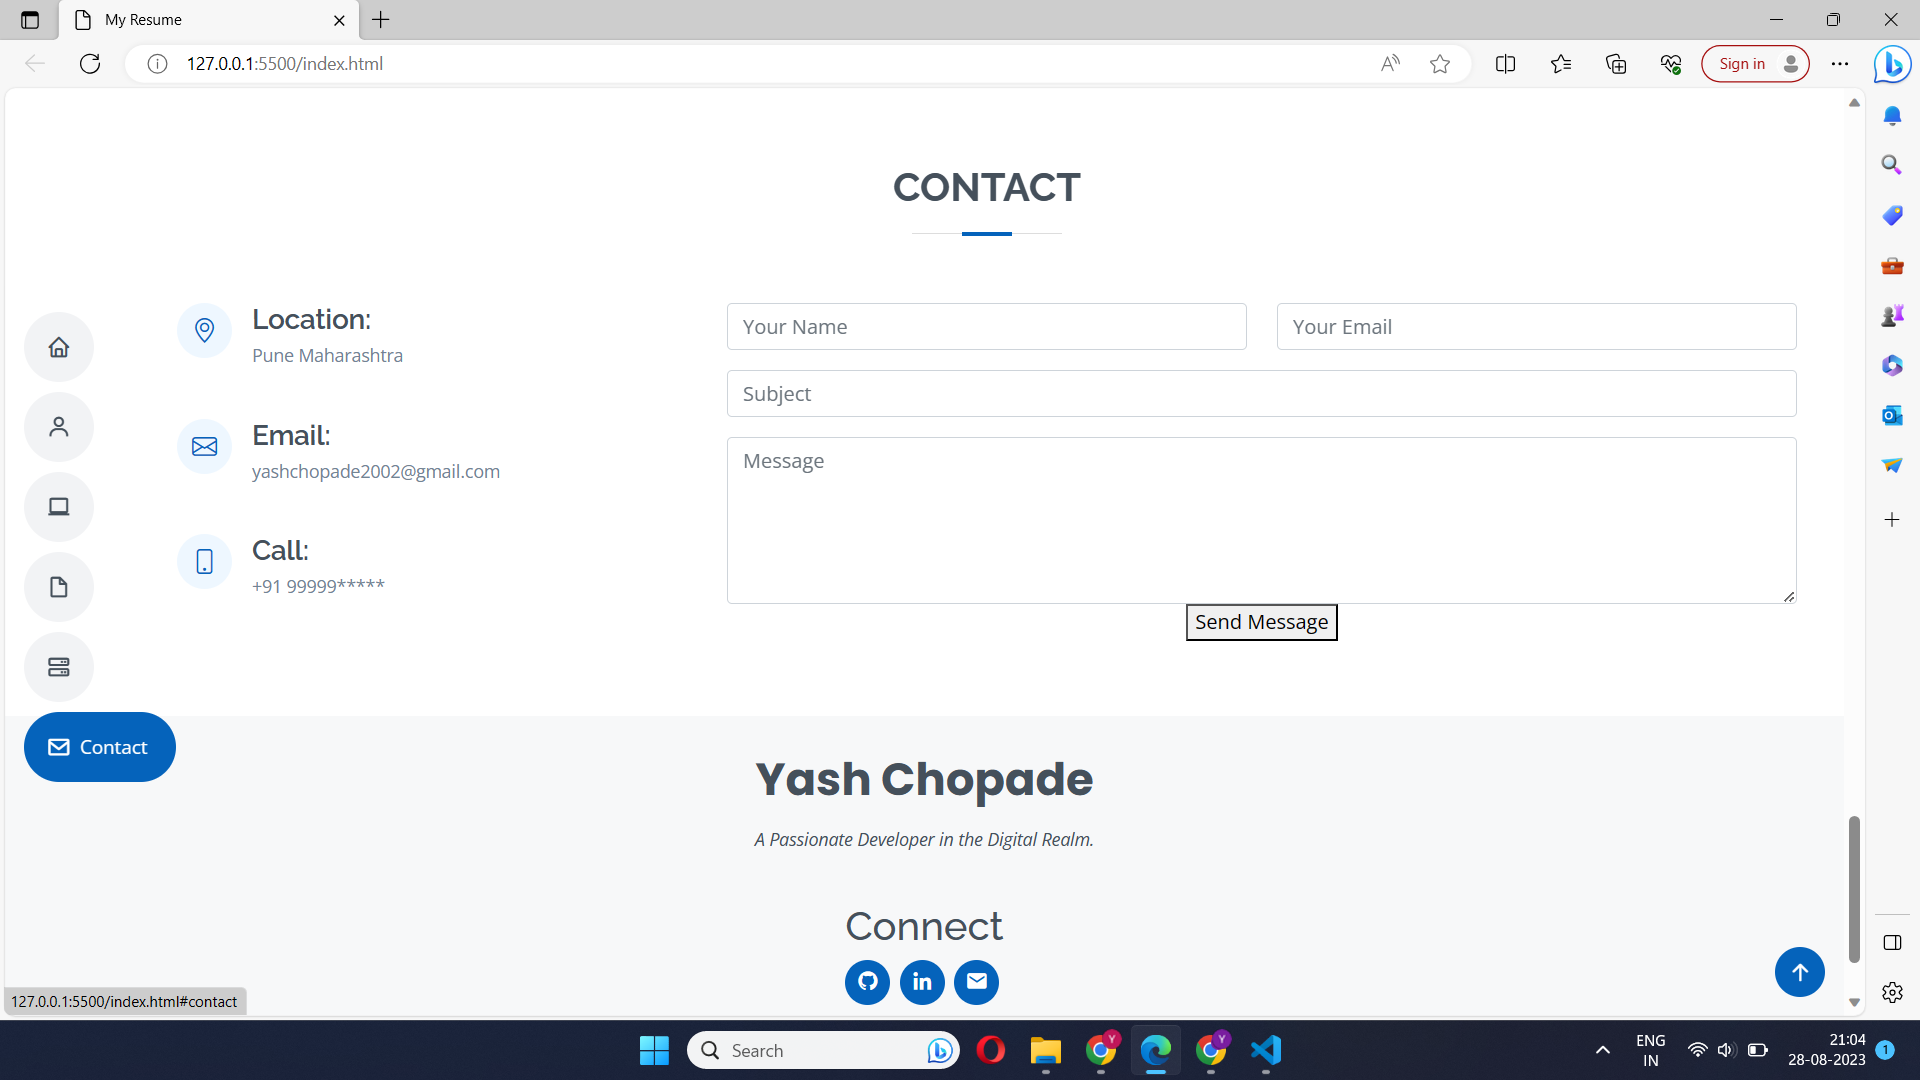 My Resume
127.0.0.1:5500/index.html
Sign in
CONTACT
Location:
Pune Maharashtra
Email:
yashchopade2002@gmail.com
Call:
+91 99999*****
Your Name
Your Email
Subject
Message
Send Message
Contact
Yash Chopade
A Passionate Developer in the Digital Realm.
Connect
127.0.0.1:5500/index.html#contact
Search
Y
Y
ENG
IN
21:04
28-08-2023
1